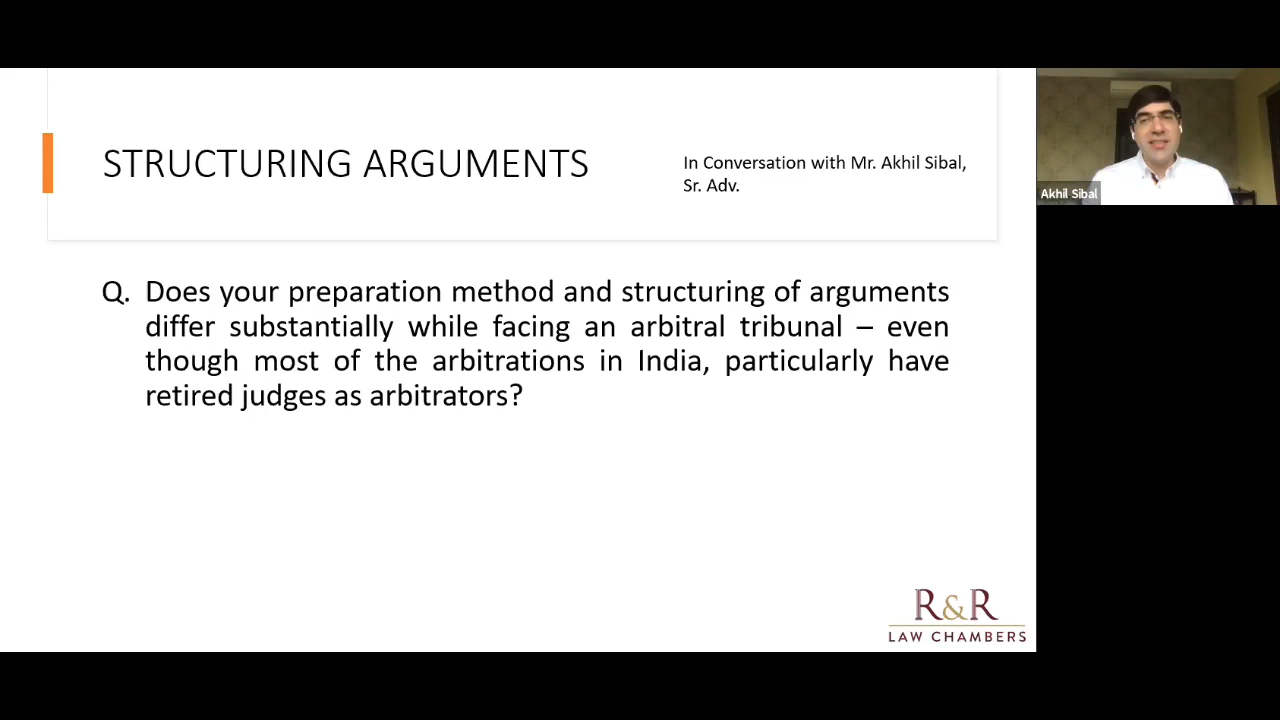 STRUCTURING ARGUMENTS
In Conversation with Mr. Akhil Sibal,
Sr. Adv.
Akhil Sibal
Q. Does your preparation method and structuring of arguments
differ substantially while facing an arbitral tribunal – even
though most of the arbitrations in India, particularly have
retired judges as arbitrators?
R&R
LAW CHAMBERS